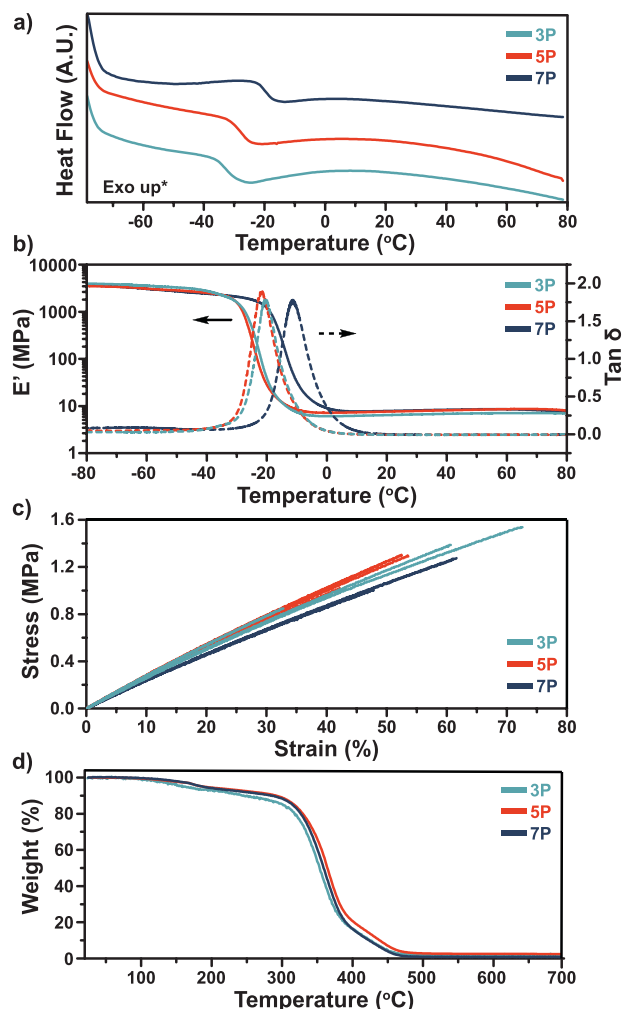 a)
Heat Flow (A.U.)
3P
5P
7P
Exo up*
-60 -40 -20 0 20 40 60 80
Temperature (°C)
b)
E' (MPa)
10000
1000
100
10
1
3P
5P
7P
2.0
1.5
1.0
0.5
0.0
Tan δ
-80 -60 -40 -20 0 20 40 60 80
Temperature (°C)
c)
Stress (MPa)
1.6
1.2
0.8
0.4
0.0
3P
5P
7P
0 10 20 30 40 50 60 70 80
Strain (%)
d)
Weight (%)
100
80
60
40
20
0
3P
5P
7P
100 200 300 400 500 600 700
Temperature (°C)